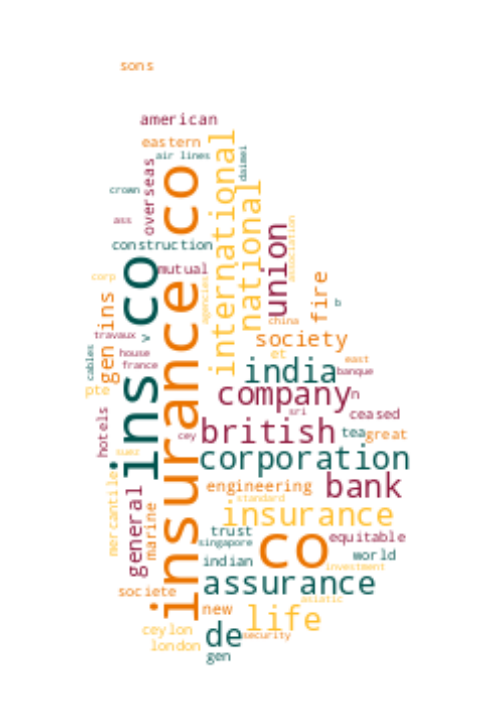 sons
american
eastern
air lines
daimei
crown
overseas
insurance co
international
national
ass
union
association
construction
ins co
mutual
corp
agencies
fire
gen ins
b
china
travaux
v
society
house
et
cables
france
india
east
banque
pte
company
n
hotels
sri
ceased
cey
british
tea
great
suez
corporation
mercantile
engineering
bank
general
standard
marine
insurance
trust
co
equitable
singapore
indian
world
investment
assurance
societe
asiatic
new
life
ceylon
de
security
london
gen